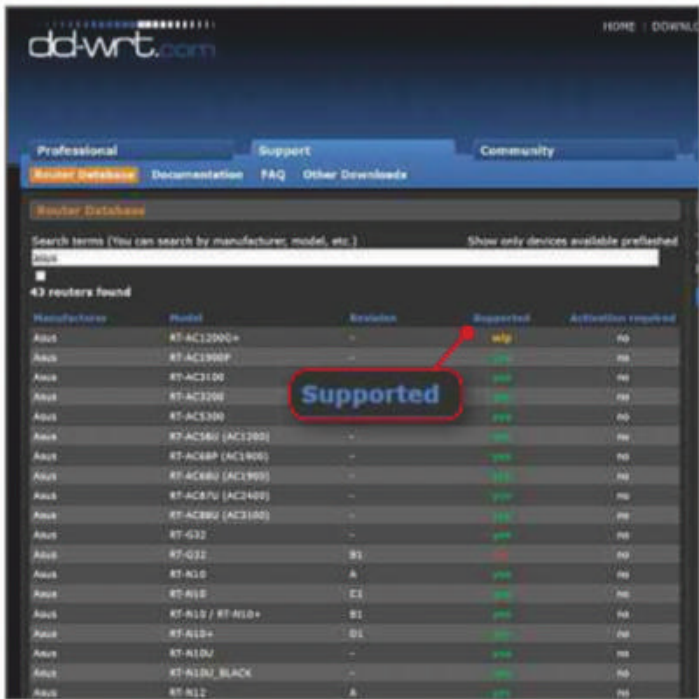 dd-wrt.com
HOME | DOWNLO
Professional Support Community
Router Database Documentation FAQ Other Downloads
Router Database
Search terms (You can search by manufacturer, model, etc.) Show only devices available preflashed
asus
43 routers found
Manufacturer Model Revision Supported Activation required
Asus RT-AC1200G+ - wip no
Asus RT-AC1900P - yes no
Asus RT-AC3100 yes no
Asus RT-AC3200 yes no
Supported
Asus RT-AC5300 yes no
Asus RT-AC56U (AC1200) - yes no
Asus RT-AC68P (AC1900) - yes no
Asus RT-AC68U (AC1900) - yes no
Asus RT-AC87U (AC2400) - yes no
Asus RT-AC88U (AC3100) - yes no
Asus RT-G32 - yes no
Asus RT-G32 B1 no no
Asus RT-N10 A yes no
Asus RT-N10 C1 yes no
Asus RT-N10 / RT-N10+ B1 yes no
Asus RT-N10+ D1 yes no
Asus RT-N10U - yes no
Asus RT-N10U_BLACK - yes no
Asus RT-N12 A yes no